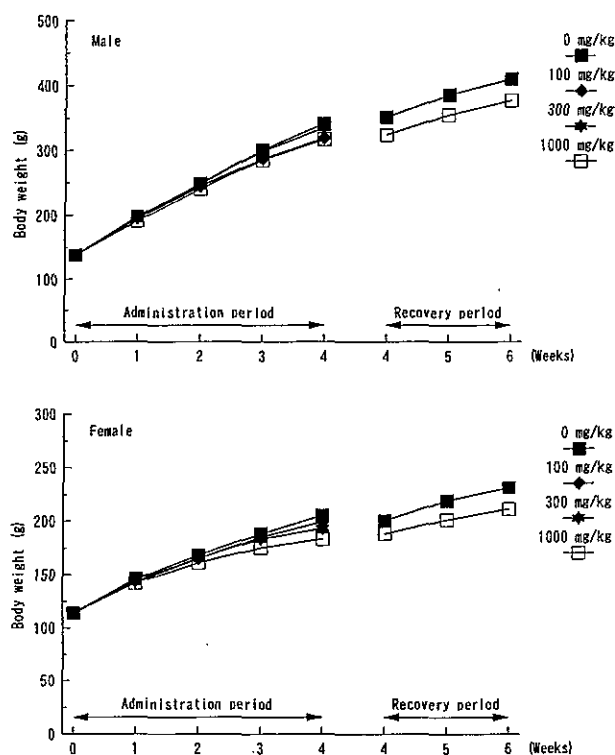 Male
Body weight (g)
500
400
300
200
100
0
Administration period
Recovery period
0 1 2 3 4 4 5 6 (Weeks)
0 mg/kg
100 mg/kg
300 mg/kg
1000 mg/kg
Female
Body weight (g)
300
250
200
150
100
50
0
Administration period
Recovery period
0 1 2 3 4 4 5 6 (Weeks)
0 mg/kg
100 mg/kg
300 mg/kg
1000 mg/kg